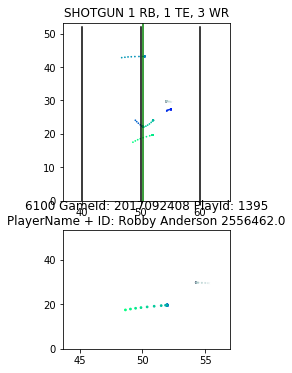 SHOTGUN 1 RB, 1 TE, 3 WR
50
40
30
20
10
0
40 50 60
6100 GameId: 2017092408 PlayId: 1395
PlayerName + ID: Robby Anderson 2556462.0
40
20
0
45 50 55